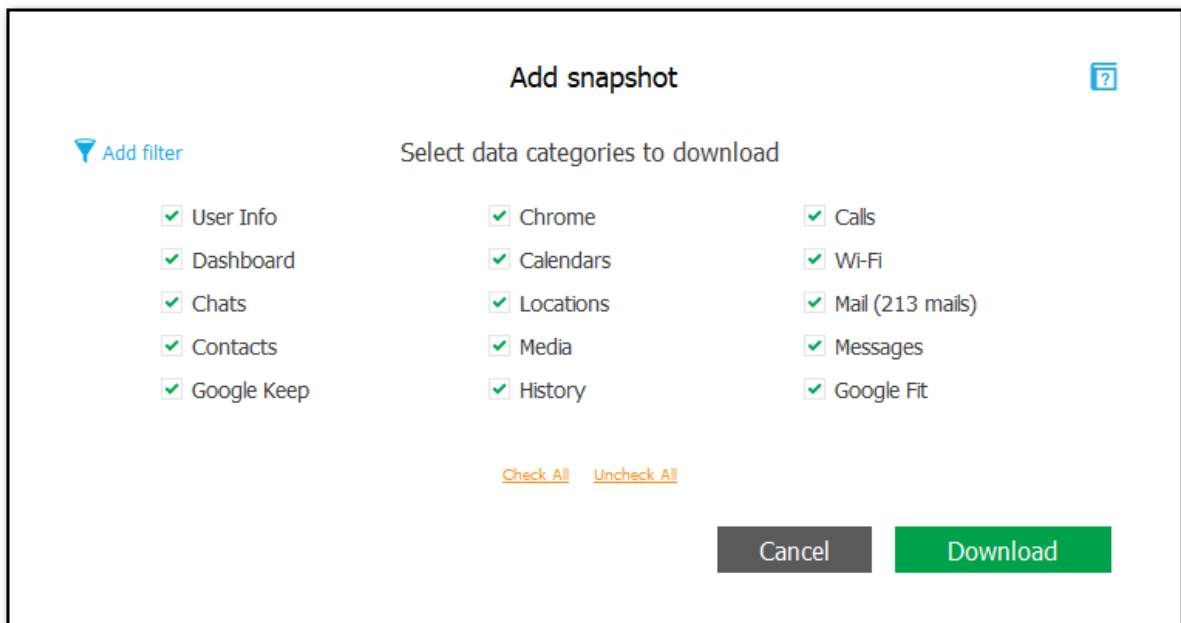 Add snapshot
Add filter
Select data categories to download
User Info
Chrome
Calls
Dashboard
Calendars
Wi-Fi
Chats
Locations
Mail (213 mails)
Contacts
Media
Messages
Google Keep
History
Google Fit
Check All
Uncheck All
Cancel
Download